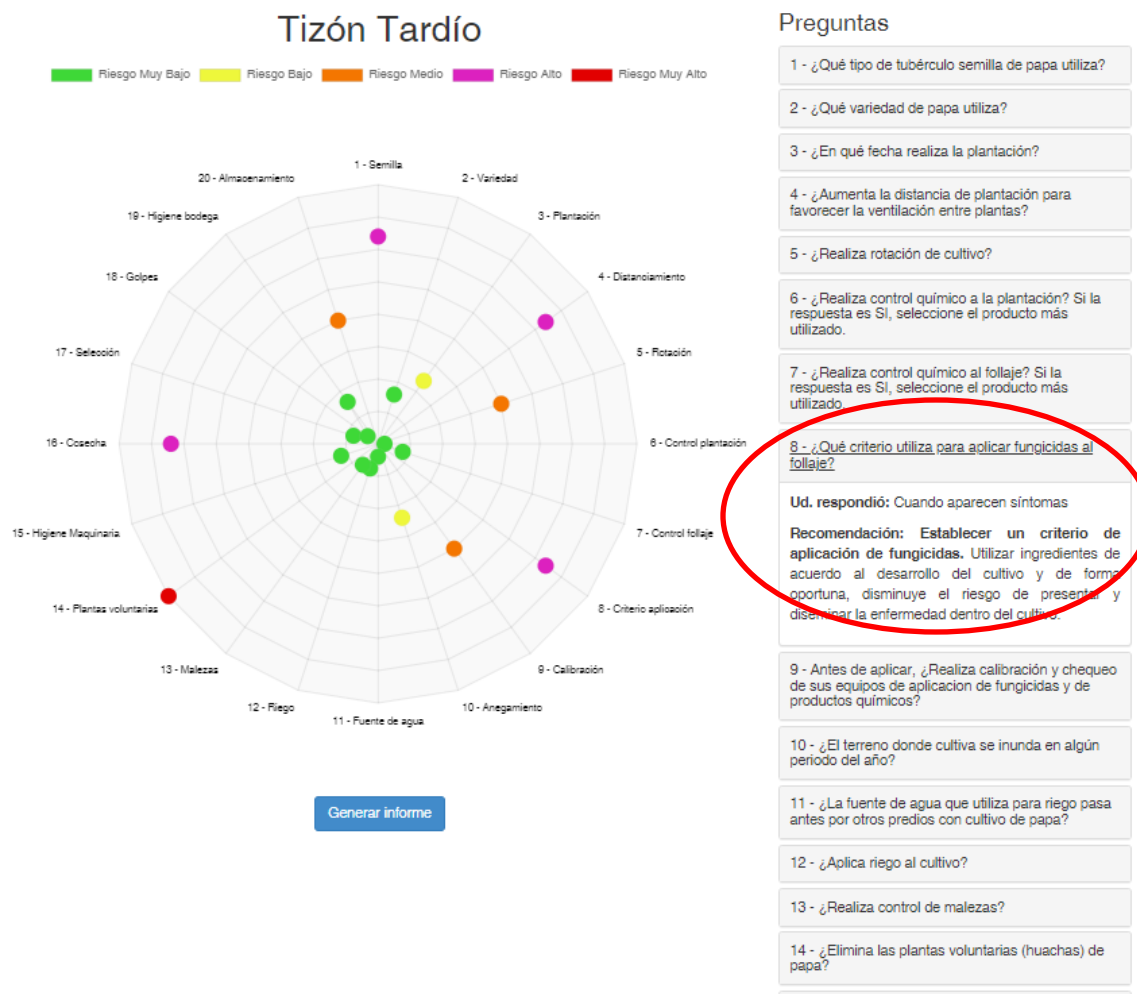 Tizón Tardío
Riesgo Muy Bajo
Riesgo Bajo
Riesgo Medio
Riesgo Alto
Riesgo Muy Alto
1 - Semilla
2 - Variedad
3 - Plantación
4 - Distanciamiento
5 - Rotación
6 - Control plantación
7 - Control follaje
8 - Criterio aplicación
9 - Calibración
10 - Anegamiento
11 - Fuente de agua
12 - Riego
13 - Malezas
14 - Plantas voluntarias
15 - Higiene Maquinaria
16 - Cosecha
17 - Selección
18 - Golpes
19 - Higiene bodega
20 - Almacenamiento
Generar informe
Preguntas
1 - ¿Qué tipo de tubérculo semilla de papa utiliza?
2 - ¿Qué variedad de papa utiliza?
3 - ¿En qué fecha realiza la plantación?
4 - ¿Aumenta la distancia de plantación para
favorecer la ventilación entre plantas?
5 - ¿Realiza rotación de cultivo?
6 - ¿Realiza control químico a la plantación? Si la
respuesta es SI, seleccione el producto más
utilizado.
7 - ¿Realiza control químico al follaje? Si la
respuesta es SI, seleccione el producto más
utilizado.
8 - ¿Qué criterio utiliza para aplicar fungicidas al
follaje?
Ud. respondió: Cuando aparecen síntomas
Recomendación: Establecer un criterio de
aplicación de fungicidas. Utilizar ingredientes de
acuerdo al desarrollo del cultivo y de forma
oportuna, disminuye el riesgo de presentar y
diseminar la enfermedad dentro del cultivo.
9 - Antes de aplicar, ¿Realiza calibración y chequeo
de sus equipos de aplicacion de fungicidas y de
productos químicos?
10 - ¿El terreno donde cultiva se inunda en algún
periodo del año?
11 - ¿La fuente de agua que utiliza para riego pasa
antes por otros predios con cultivo de papa?
12 - ¿Aplica riego al cultivo?
13 - ¿Realiza control de malezas?
14 - ¿Elimina las plantas voluntarias (huachas) de
papa?